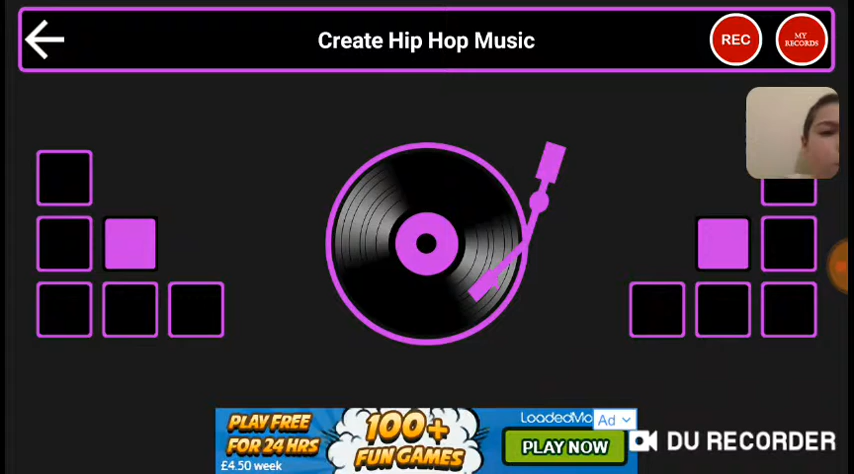 Create Hip Hop Music
REC
MY
RECORDS
PLAY FREE
FOR 24 HRS
£4.50 week
100+
FUN GAMES
LoadedMo
Ad
PLAY NOW
DU RECORDER